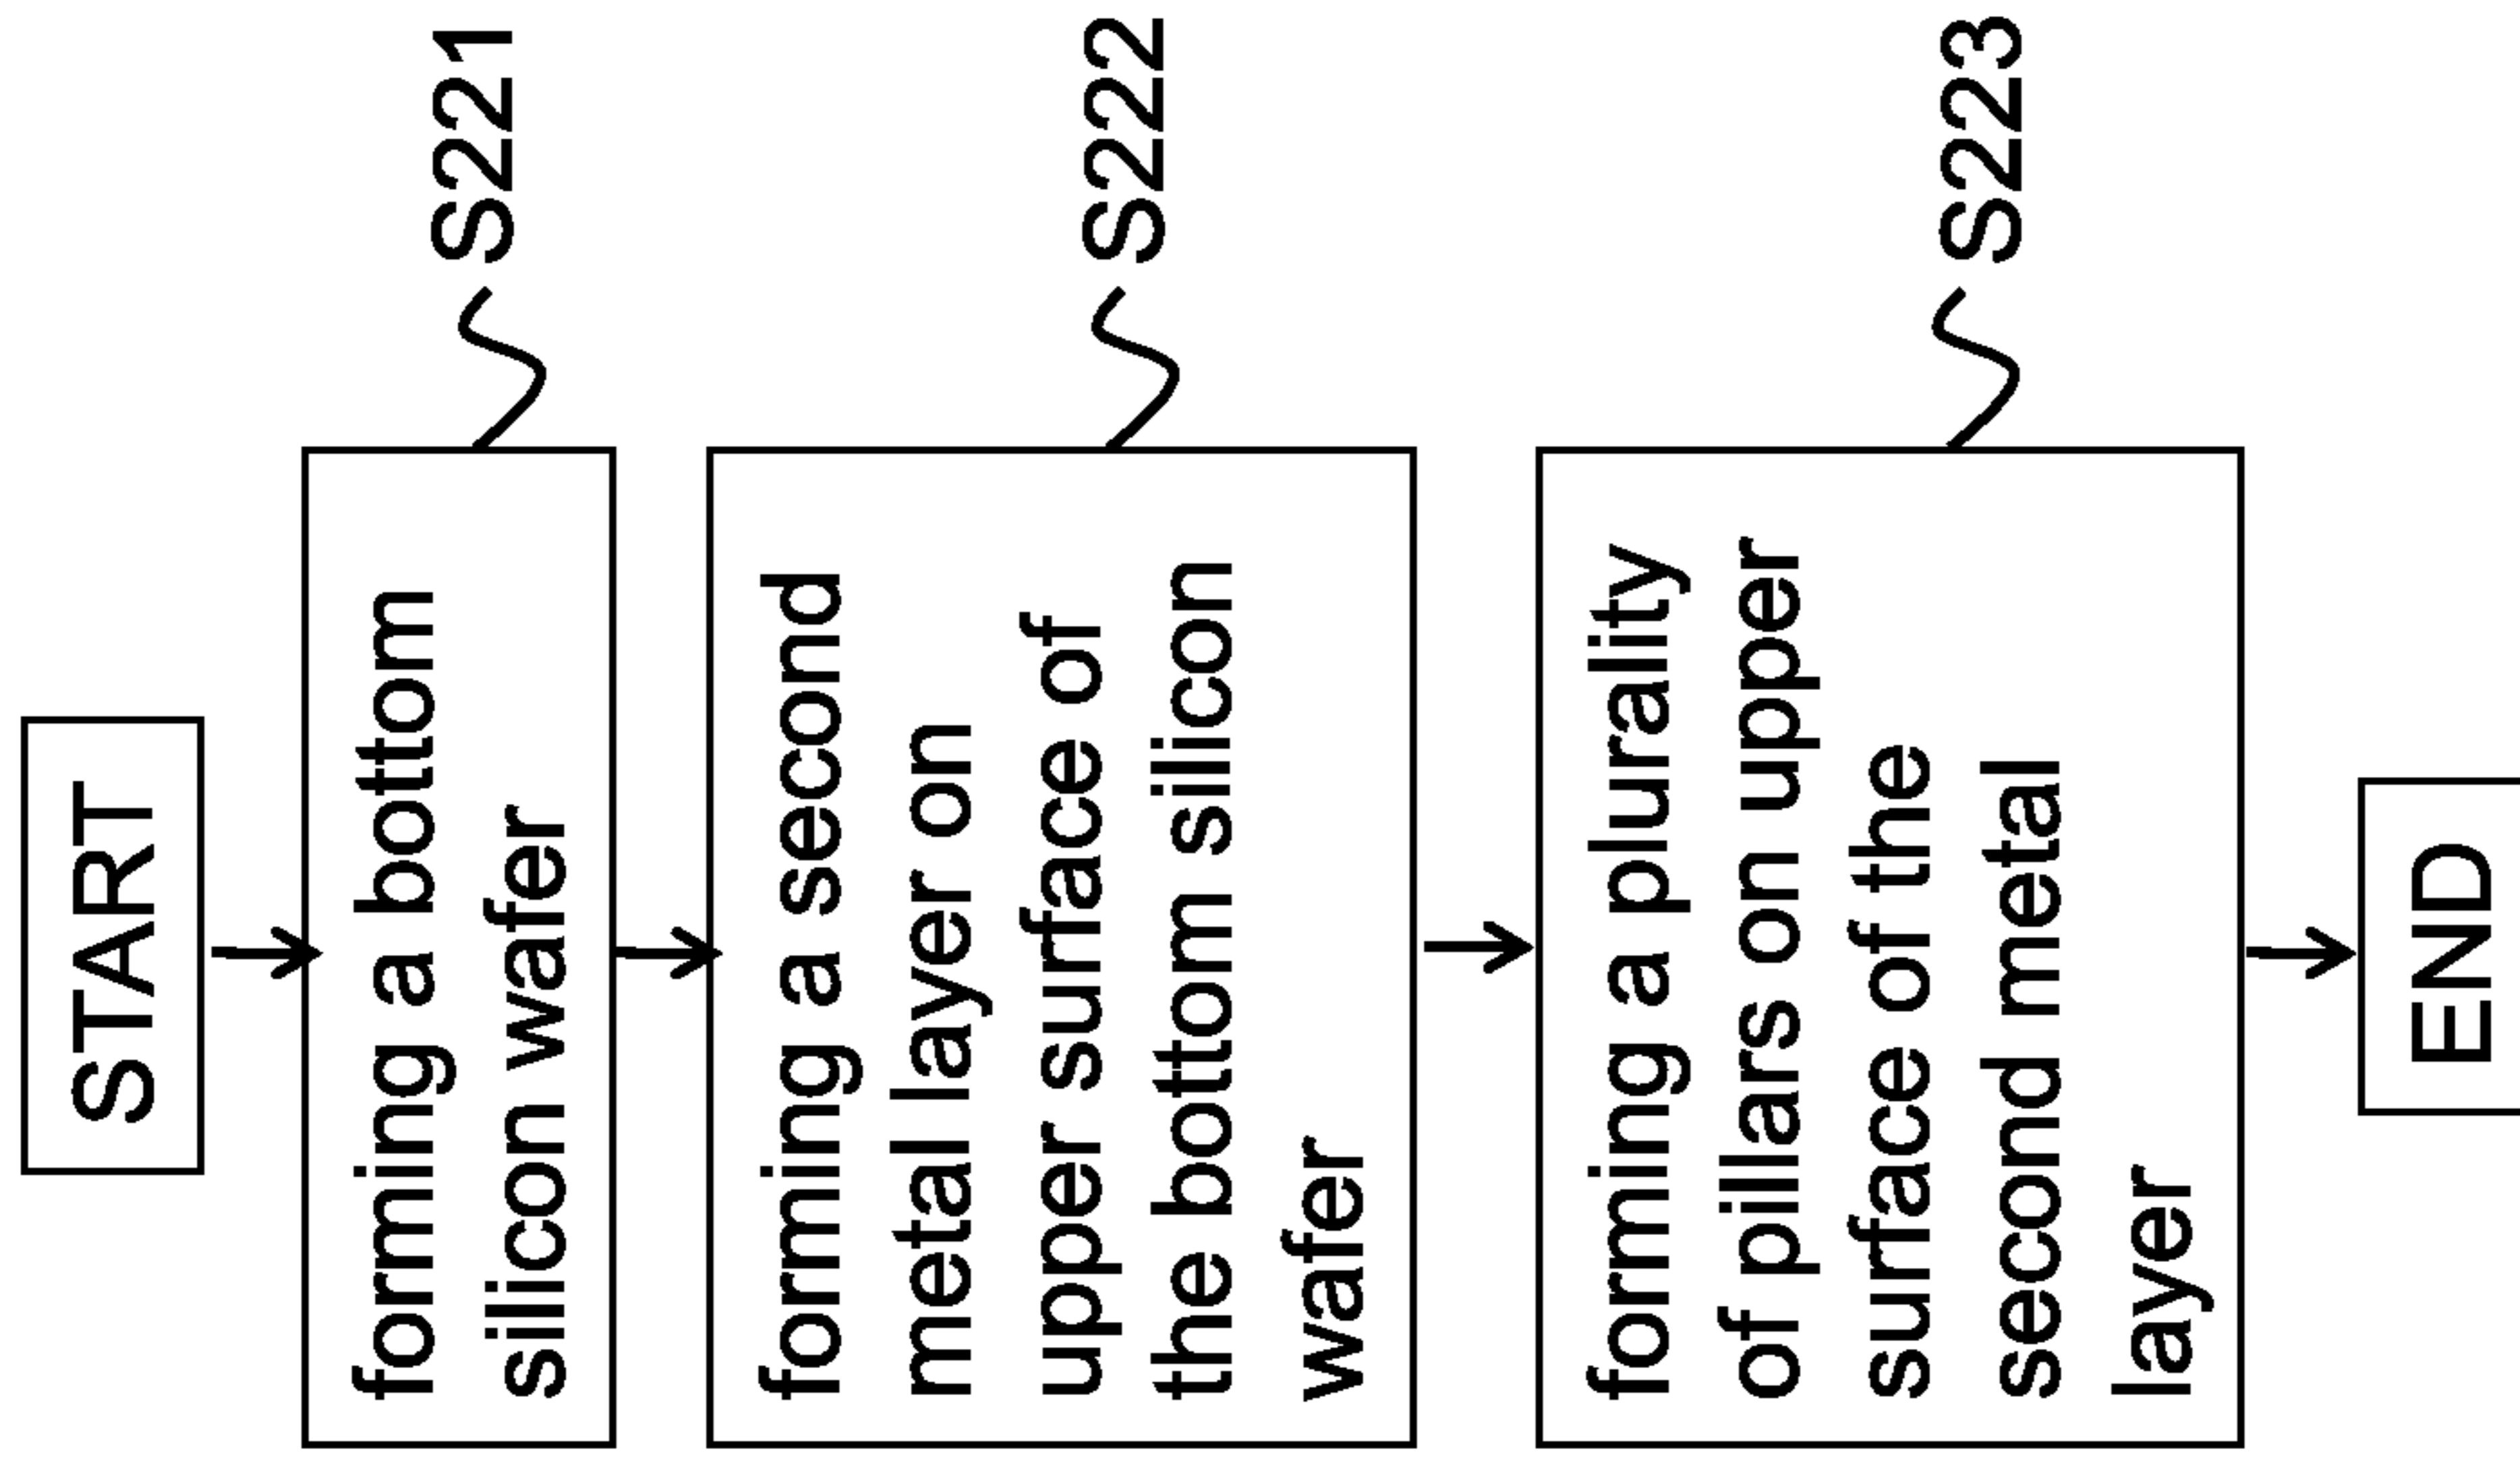 START
forming a bottom
silicon wafer
S221
forming a second
metal layer on
upper surface of
the bottom silicon
wafer
S222
forming a plurality
of pillars on upper
surface of the
second metal
layer
S223
END